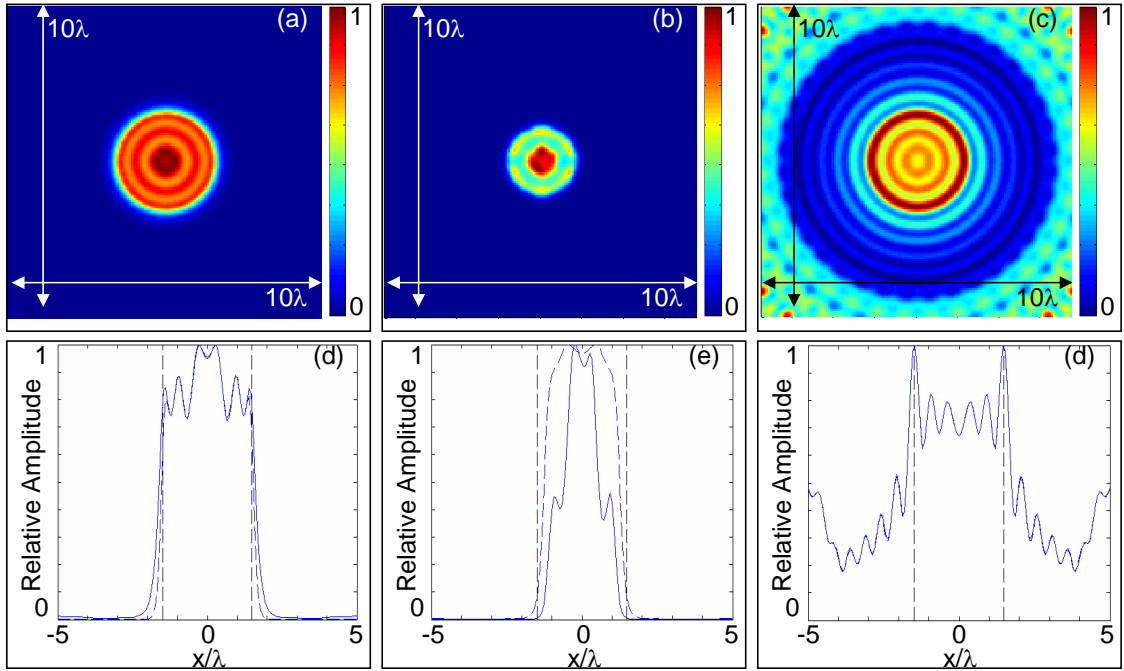 (a)
10λ
1
10λ
0
(b)
10λ
1
10λ
0
(c)
10λ
1
10λ
0
(d)
1
Relative Amplitude
0
-5
0
5
x/λ
(e)
1
Relative Amplitude
0
-5
0
5
x/λ
(d)
1
Relative Amplitude
0
-5
0
5
x/λ